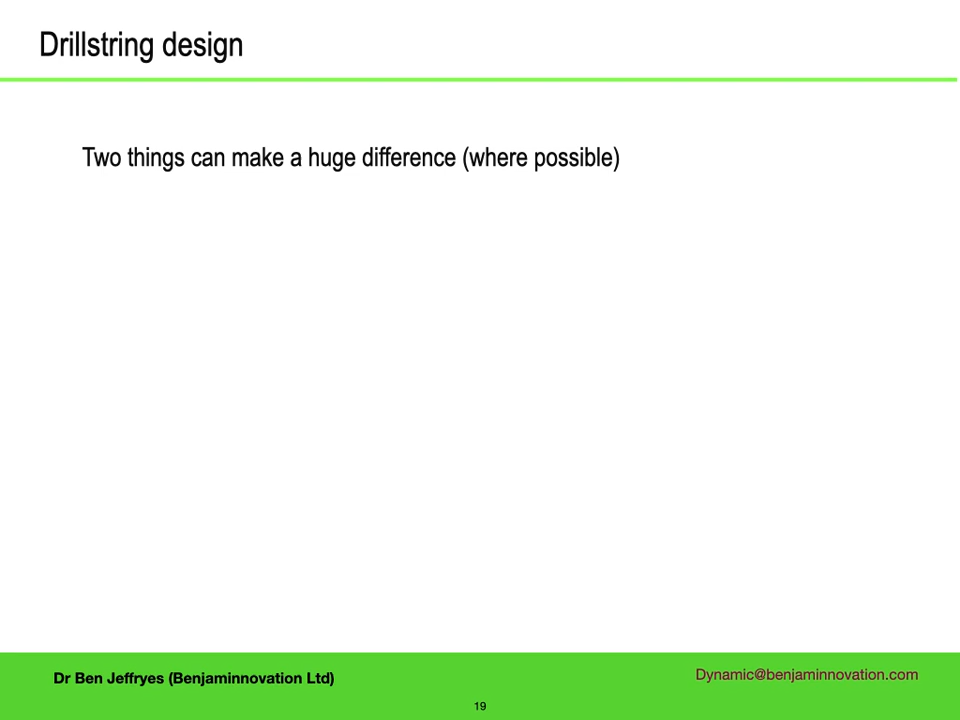 Drillstring design
Two things can make a huge difference (where possible)
Dr Ben Jeffryes (Benjaminnovation Ltd)
Dynamic@benjaminnovation.com
19